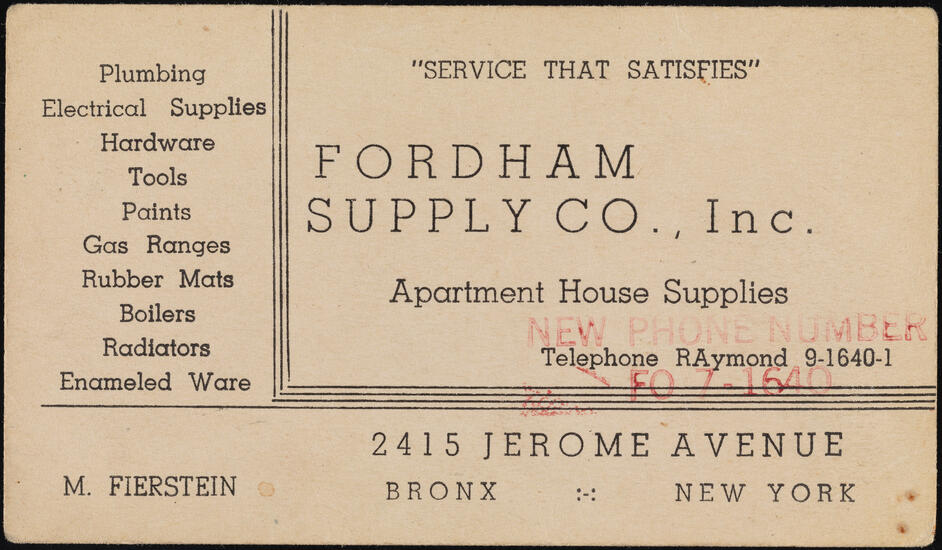 Plumbing
Electrical Supplies
Hardware
Tools
Paints
Gas Ranges
Rubber Mats
Boilers
Radiators
Enameled Ware
"SERVICE THAT SATISFIES"
FORDHAM
SUPPLY CO., Inc.
Apartment House Supplies
NEW PHONE NUMBER
Telephone RAymond 9-1640-1
FO 7-1640
2415 JEROME AVENUE
M. FIERSTEIN
BRONX :-: NEW YORK